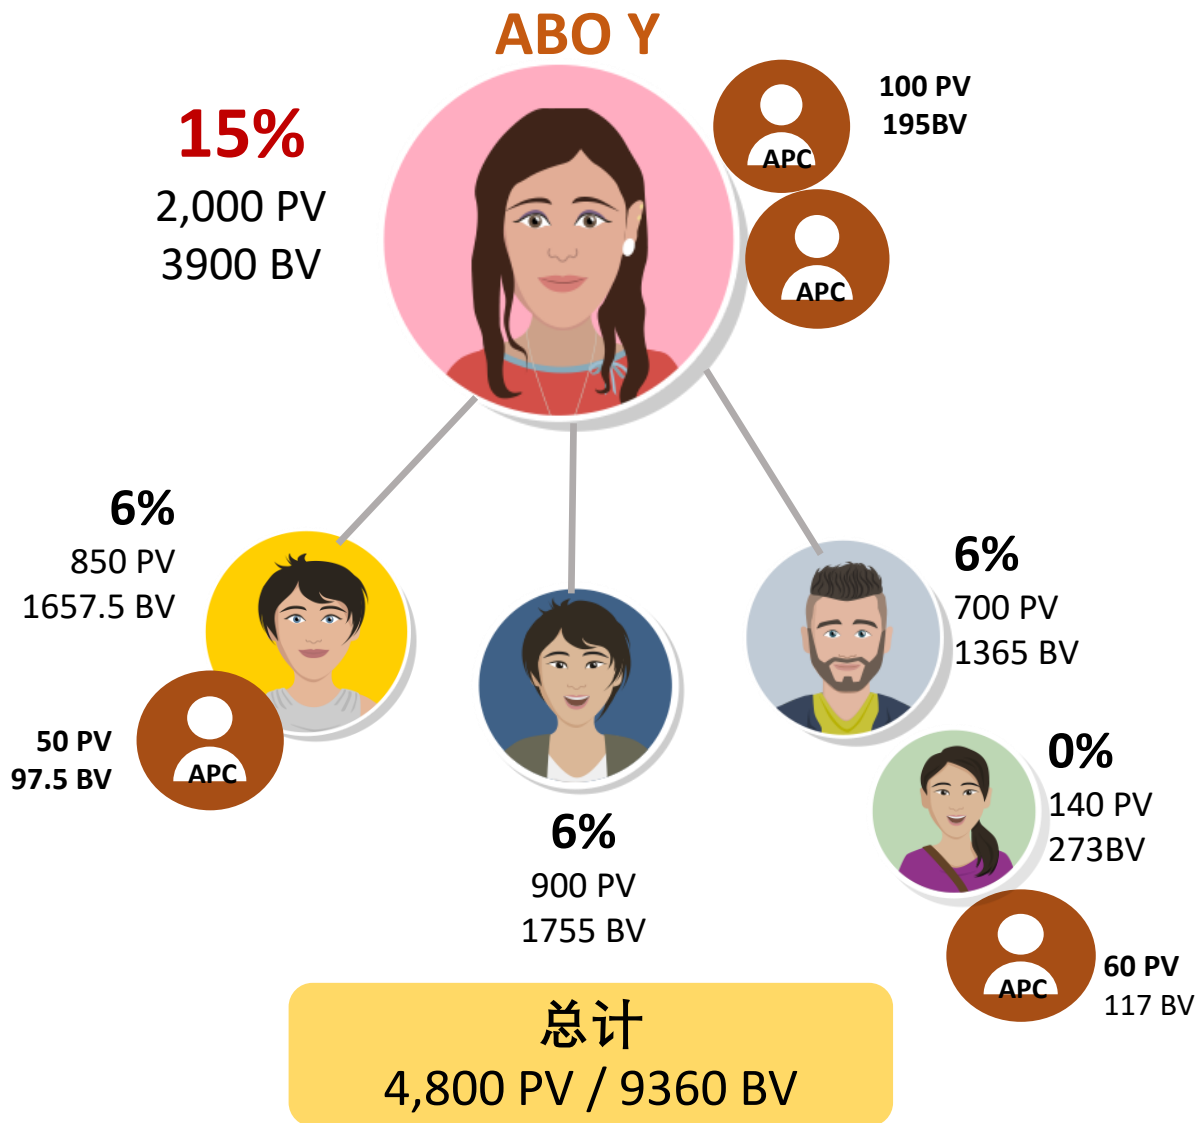 ABO Y
15%
2,000 PV
3900 BV
100 PV
195BV
APC
APC
6%
850 PV
1657.5 BV
50 PV
97.5 BV
APC
6%
900 PV
1755 BV
6%
700 PV
1365 BV
0%
140 PV
273BV
APC
60 PV
117 BV
总计
4,800 PV / 9360 BV